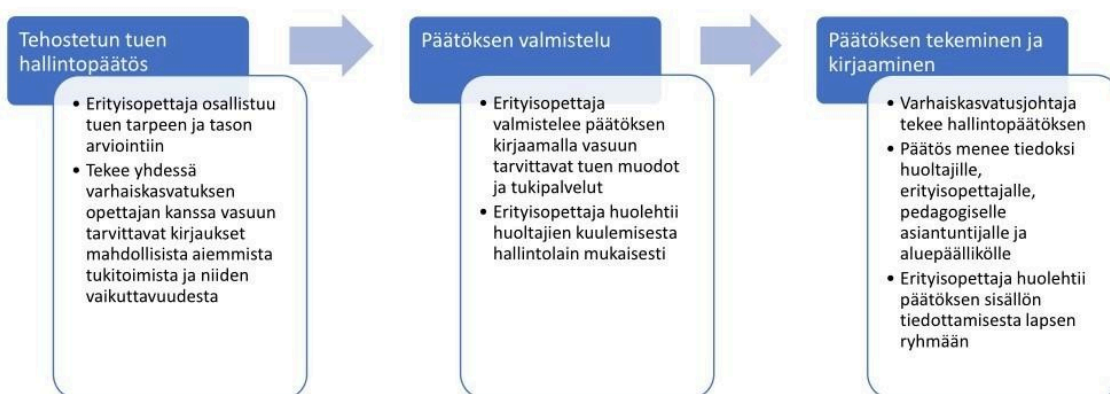 Tehostetun tuen
hallintopäätös
• Erityisopettaja osallistuu
tuen tarpeen ja tason
arviointiin
• Tekee yhdessä
varhaiskasvatuksen
opettajan kanssa vasuun
tarvittavat kirjaukset
mahdollisista aiemmista
tukitoimista ja niiden
vaikuttavuudesta
Päätöksen valmistelu
• Erityisopettaja
valmistelee päätöksen
kirjaamalla vasuun
tarvittavat tuen muodot
ja tukipalvelut
• Erityisopettaja huolehtii
huoltajien kuulemisesta
hallintolain mukaisesti
Päätöksen tekeminen ja
kirjaaminen
• Varhaiskasvatusjohtaja
tekee hallintopäätöksen
• Päätös menee tiedoksi
huoltajille,
erityisopettajalle,
pedagogiselle
asiantuntijalle ja
aluepäällikölle
• Erityisopettaja huolehtii
päätöksen sisällön
tiedottamisesta lapsen
ryhmään